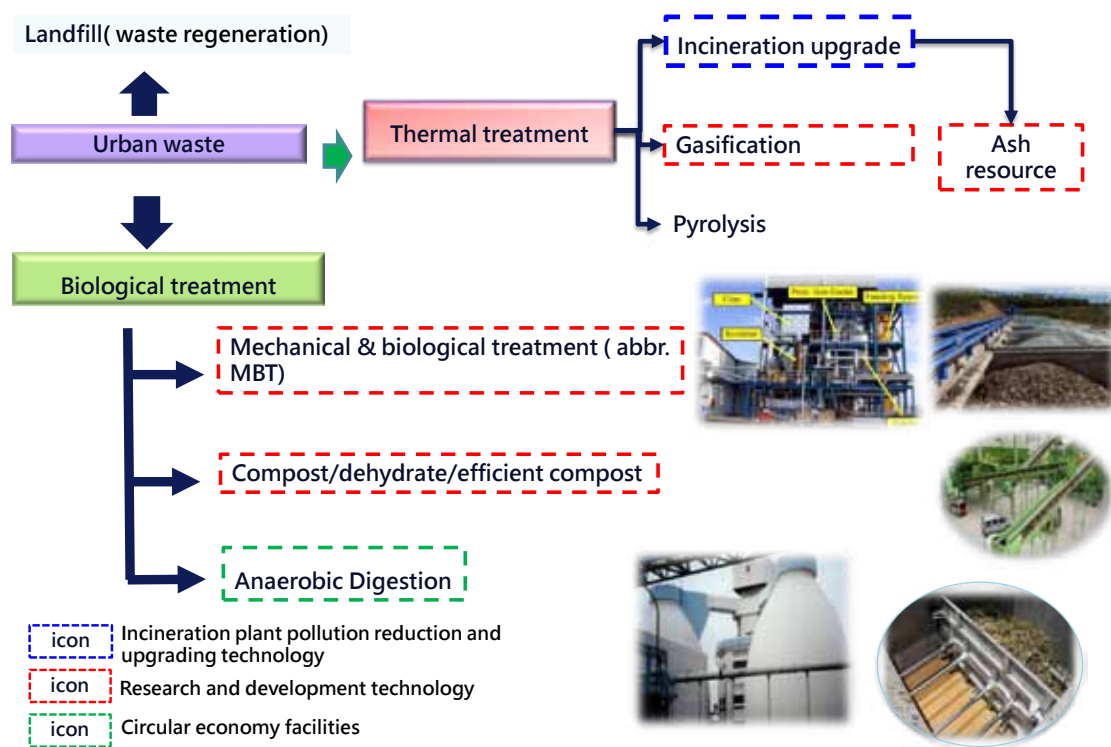 Landfill( waste regeneration)
Incineration upgrade
Urban waste
Thermal treatment
Gasification
Ash
resource
Pyrolysis
Biological treatment
Mechanical & biological treatment ( abbr.
MBT)
Compost/dehydrate/efficient compost
Anaerobic Digestion
icon
Incineration plant pollution reduction and
upgrading technology
icon
Research and development technology
icon
Circular economy facilities